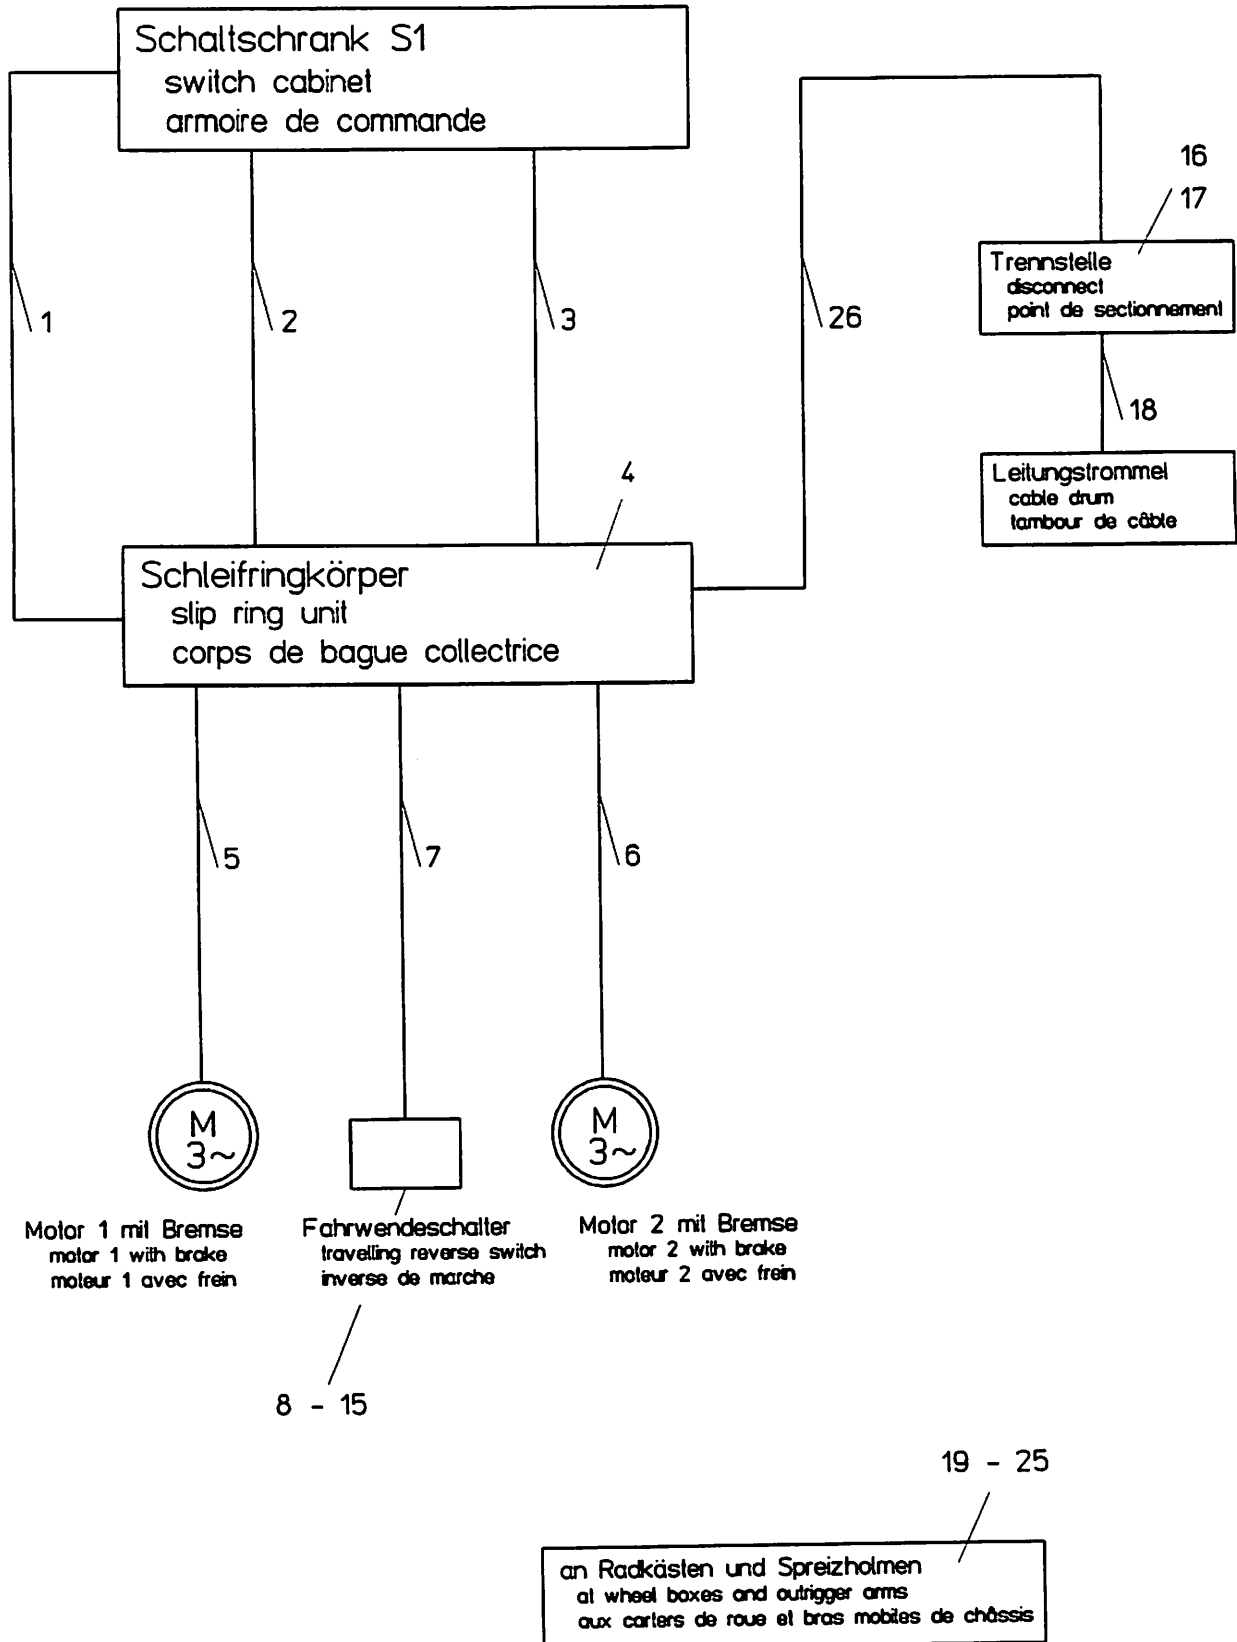 Schaltschrank S1
switch cabinet
armoire de commande
16
17
Trennstelle
disconnect
point de sectionnement
1
2
3
26
18
Leitungstrommel
cable drum
tambour de câble
4
Schleifringkörper
slip ring unit
corps de bague collectrice
5
7
6
M
3~
M
3~
Motor 1 mit Bremse
motor 1 with brake
moteur 1 avec frein
Fahrwendeschalter
travelling reverse switch
inverse de marche
Motor 2 mit Bremse
motor 2 with brake
moteur 2 avec frein
8 - 15
19 - 25
an Radkästen und Spreizholmen
at wheel boxes and outrigger arms
aux carters de roue et bras mobiles de châssis